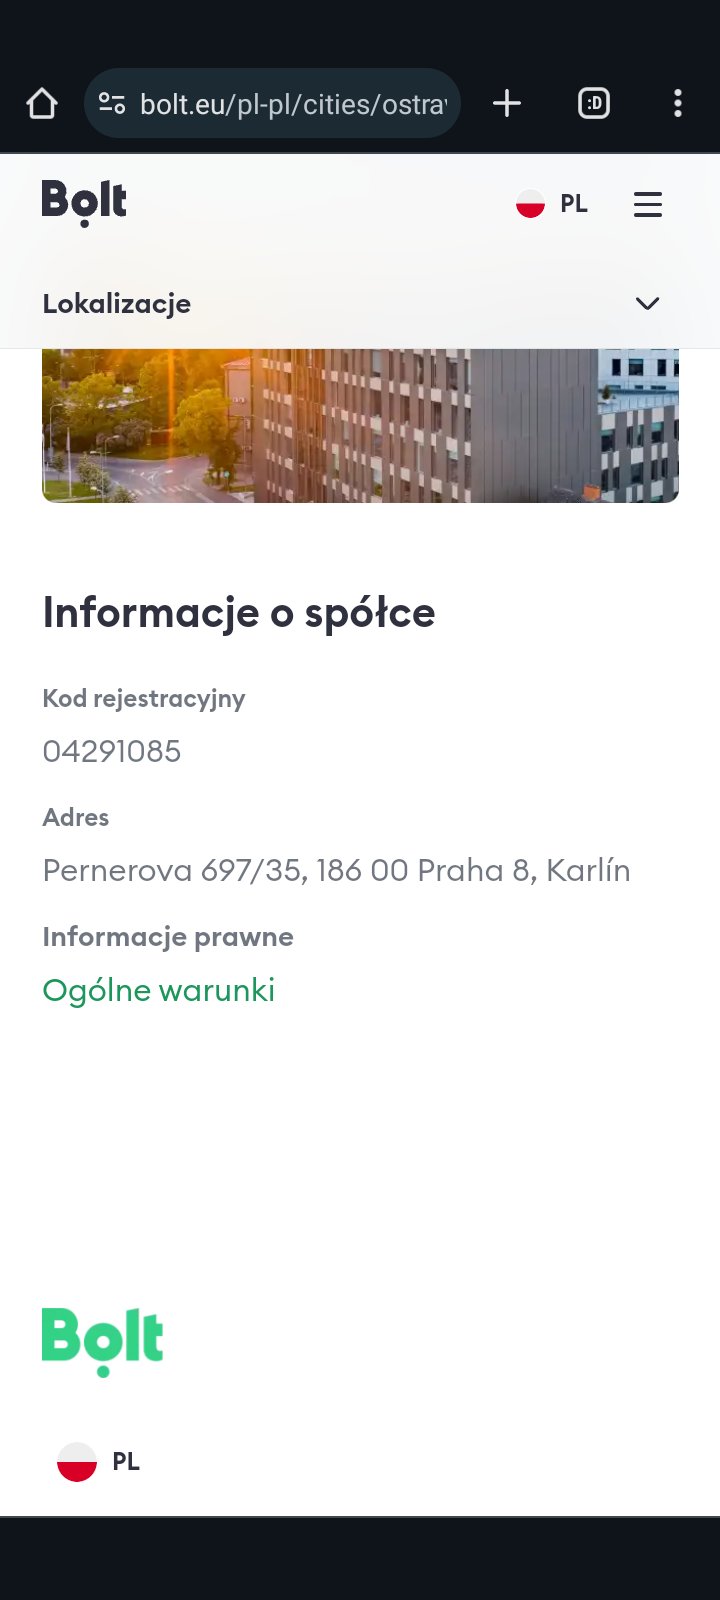 :D
bolt.eu/pl-pl/cities/ostra
Bolt
PL
Lokalizacje
Informacje o spółce
Kod rejestracyjny
04291085
Adres
Pernerova 697/35, 186 00 Praha 8, Karlín
Informacje prawne
Ogólne warunki
Bolt
PL